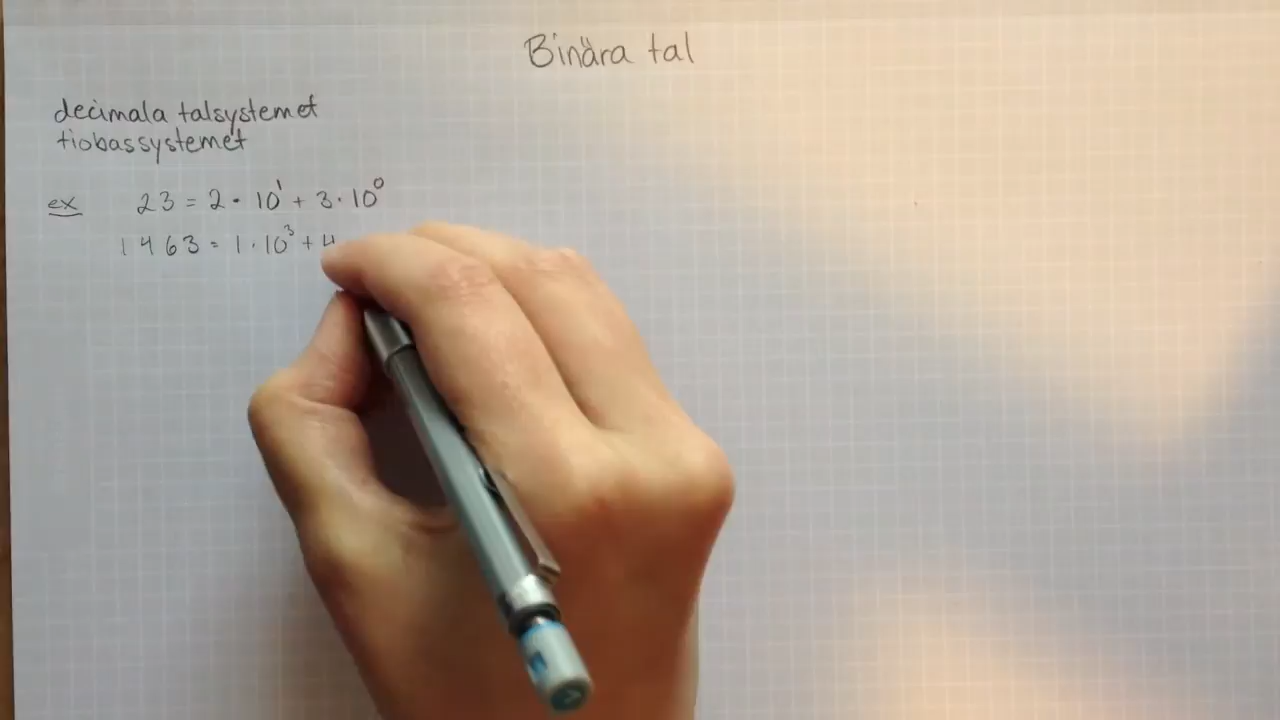 Binära tal
decimala talsystemet
tiobassystemet
ex 23 = 2 · 10¹ + 3 · 10⁰
1463 = 1 · 10³ + 4